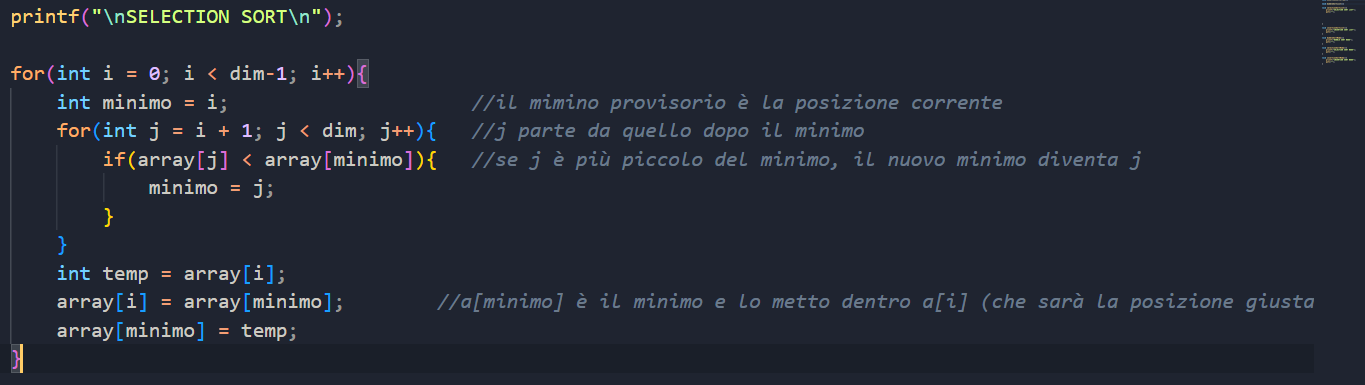 printf("\nSELECTION SORT\n");
for(int i = 0; i < dim-1; i++){
    int minimo = i;                     //il mimino provisorio è la posizione corrente
    for(int j = i + 1; j < dim; j++){   //j parte da quello dopo il minimo
        if(array[j] < array[minimo]){   //se j è più piccolo del minimo, il nuovo minimo diventa j
            minimo = j;
        }
    }
    int temp = array[i];
    array[i] = array[minimo];        //a[minimo] è il minimo e lo metto dentro a[i] (che sarà la posizione giusta
    array[minimo] = temp;
}